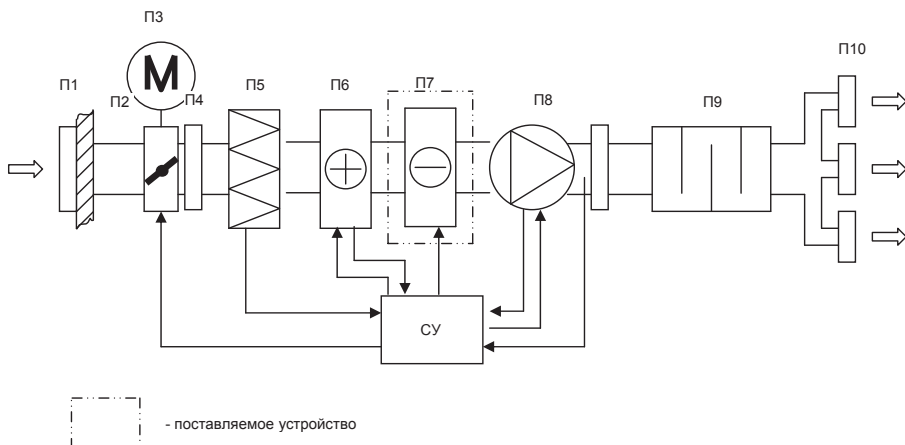 П3
П10
П1
П2
М
П4
П5
П6
П7
П8
П9
СУ
- поставляемое устройство